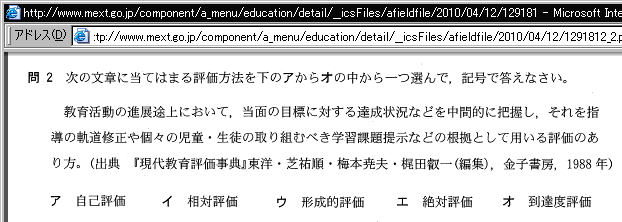 http://www.mext.go.jp/component/a_menu/education/detail/__icsFiles/afieldfile/2010/04/12/129181 - Microsoft Inte
アドレス(D) :tp://www.mext.go.jp/component/a_menu/education/detail/__icsFiles/afieldfile/2010/04/12/1291812_2.p
問 2 次の文章に当てはまる評価方法を下のアからオの中から一つ選んで，記号で答えなさい。
教育活動の進展途上において，当面の目標に対する達成状況などを中間的に把握し，それを指
導の軌道修正や個々の児童・生徒の取り組むべき学習課題提示などの根拠として用いる評価のあ
り方。（出典 『現代教育評価事典』東洋・芝祐順・梅本尭夫・梶田叡一(編集)，金子書房，1988 年）
ア 自己評価 イ 相対評価 ウ 形成的評価 エ 絶対評価 オ 到達度評価